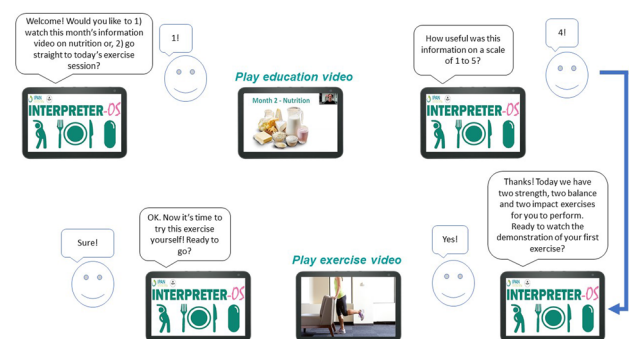 Welcome! Would you like to 1)
watch this month's information
video on nutrition or, 2) go
straight to today's exercise
session?
1!
INTERPRETER-OS
Play education video
Month 2 - Nutrition
How useful was this
information on a scale
of 1 to 5?
4!
INTERPRETER-OS
Sure!
OK. Now it's time to
try this exercise
yourself! Ready to
go?
INTERPRETER-OS
Play exercise video
Yes!
Thanks! Today we have
two strength, two balance
and two impact exercises
for you to perform.
Ready to watch the
demonstration of your first
exercise?
INTERPRETER-OS